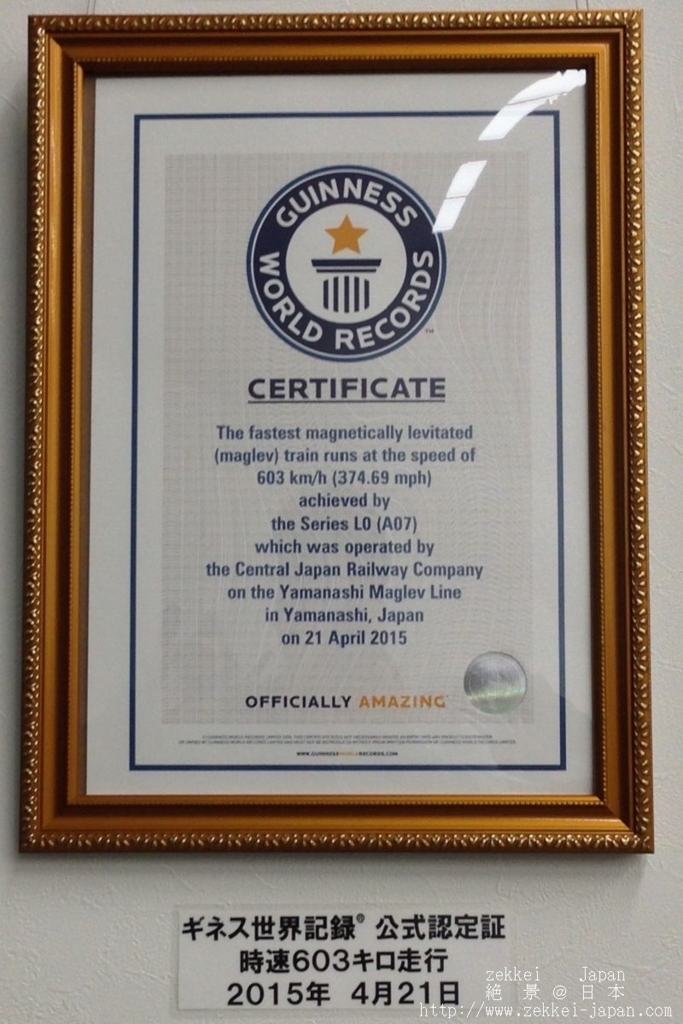 GUINNESS
WORLD RECORDS
™
CERTIFICATE
The fastest magnetically levitated
(maglev) train runs at the speed of
603 km/h (374.69 mph)
achieved by
the Series L0 (A07)
which was operated by
the Central Japan Railway Company
on the Yamanashi Maglev Line
in Yamanashi, Japan
on 21 April 2015
OFFICIALLY AMAZING
WWW.GUINNESSWORLDRECORDS.COM
ギネス世界記録® 公式認定証
時速603キロ走行
2015年 4月21日
zekkei Japan
絶景@日本
http://www.zekkei-japan.com